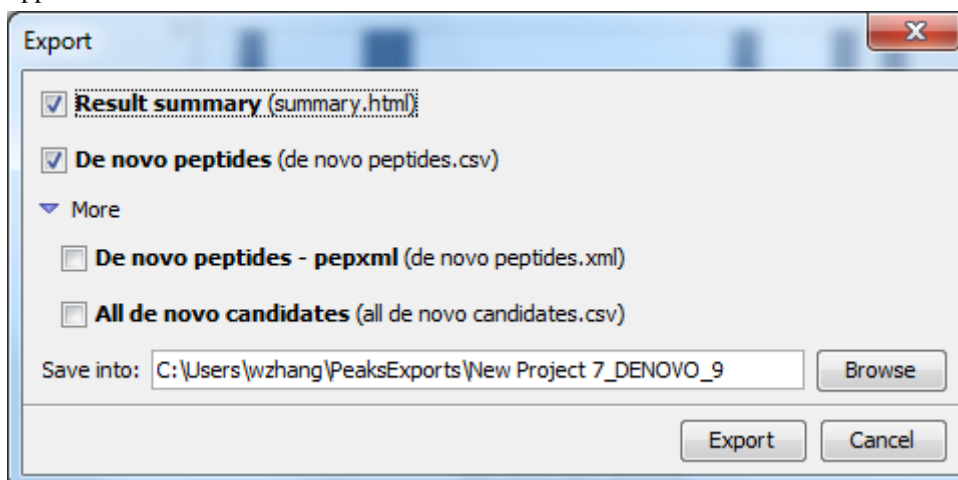 Export
Result summary (summary.html)
De novo peptides (de novo peptides.csv)
More
De novo peptides - pepxml (de novo peptides.xml)
All de novo candidates (all de novo candidates.csv)
Save into: C:\Users\wzhang\PeaksExports\New Project 7_DENOVO_9 Browse
Export Cancel